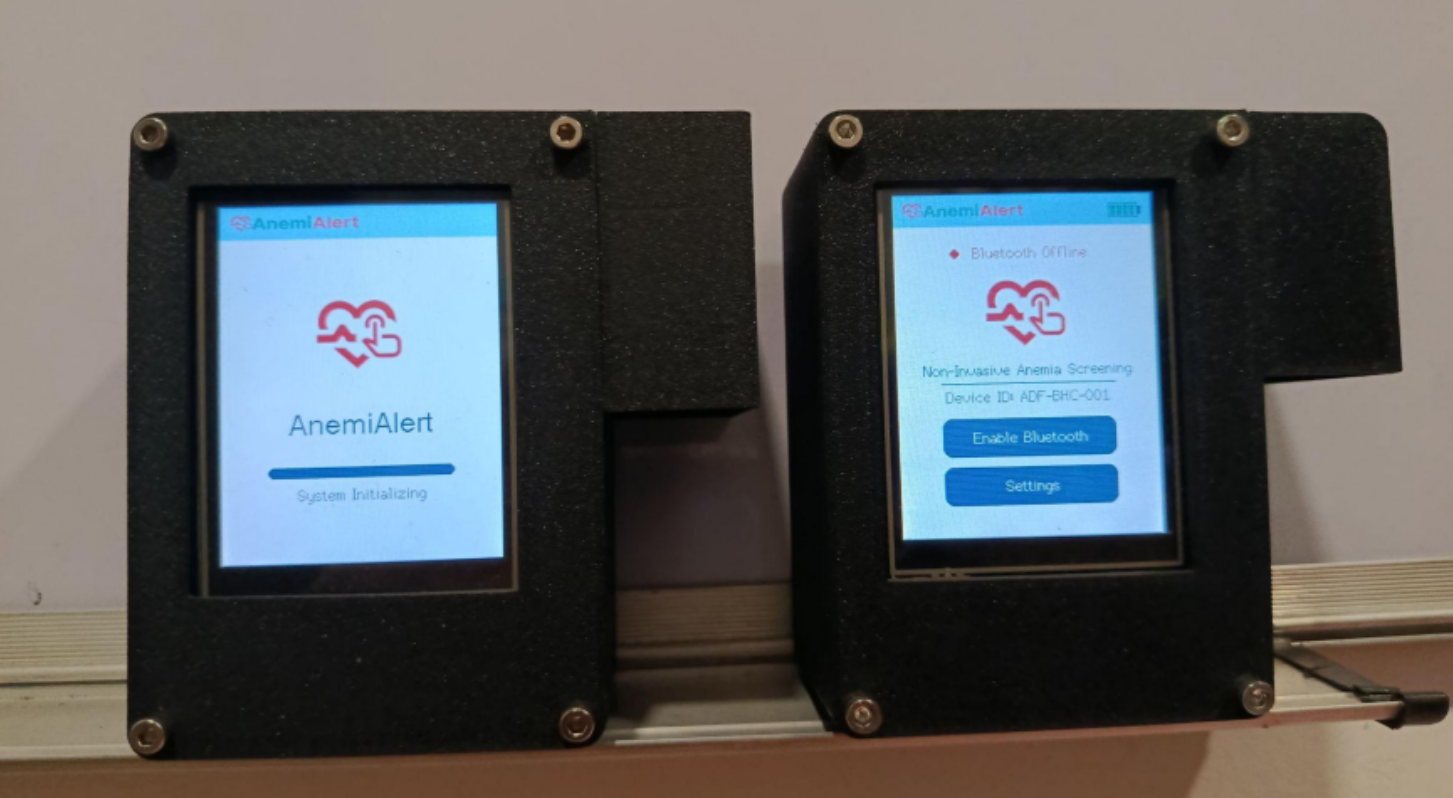 AnemiAlert
AnemiAlert
System Initializing
AnemiAlert
Bluetooth Offline
Non-Invasive Anemia Screening
Device ID: ADF-BHC-001
Enable Bluetooth
Settings